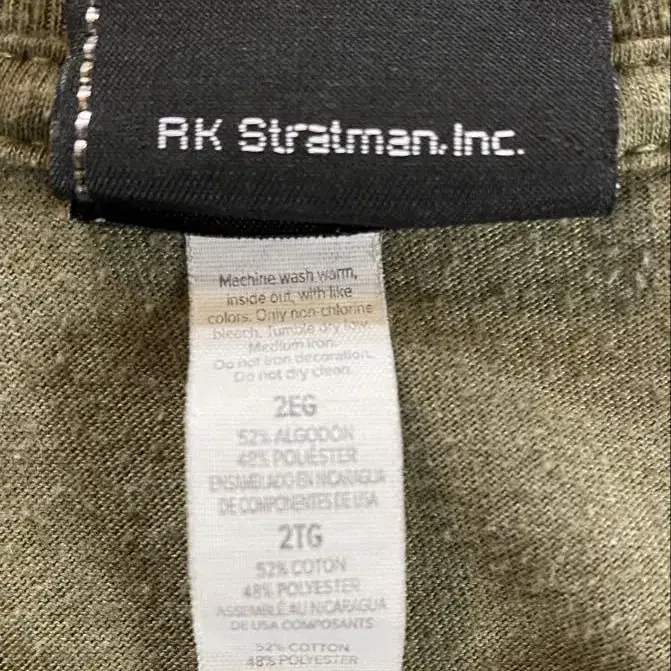 RK Stratman, Inc.
Machine wash warm,
inside out, with like
colors. Only non-chlorine
bleach. Tumble dry low.
Medium iron.
Do not iron decoration.
Do not dry clean.
2EG
52% ALGODÓN
48% POLIÉSTER
ENSAMBLADO EN NICARAGUA
DE COMPONENTES DE USA
2TG
52% COTON
48% POLYESTER
ASSEMBLÉ AU NICARAGUA
DE USA COMPOSANTS
52% COTTON
48% POLYESTER